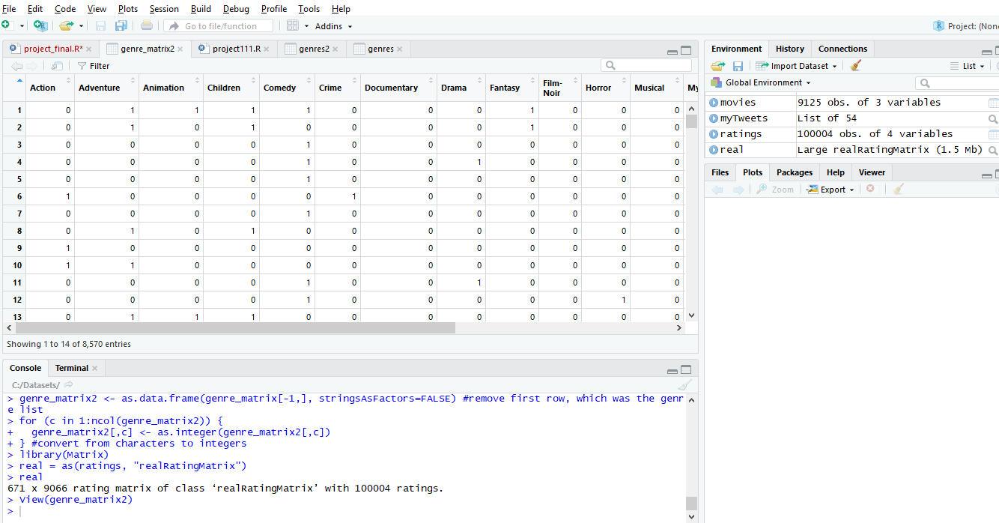 File Edit Code View Plots Session Build Debug Profile Tools Help
Go to file/function Addins Project: (None
project_final.R* genre_matrix2 project111.R genres2 genres
Filter
Action Adventure Animation Children Comedy Crime Documentary Drama Fantasy Film-Noir Horror Musical My
1 0 1 1 1 1 0 0 0 1 0 0 0
2 0 1 0 1 0 0 0 0 1 0 0 0
3 0 0 0 0 1 0 0 0 0 0 0 0
4 0 0 0 0 1 0 0 1 0 0 0 0
5 0 0 0 0 1 0 0 0 0 0 0 0
6 1 0 0 0 0 1 0 0 0 0 0 0
7 0 0 0 0 1 0 0 0 0 0 0 0
8 0 1 0 1 0 0 0 0 0 0 0 0
9 1 0 0 0 0 0 0 0 0 0 0 0
10 1 1 0 0 0 0 0 0 0 0 0 0
11 0 0 0 0 1 0 0 1 0 0 0 0
12 0 0 0 0 1 0 0 0 0 0 1 0
13 0 1 1 1 0 0 0 0 0 0 0 0
Showing 1 to 14 of 8,570 entries
Console Terminal
C:/Datasets/
> genre_matrix2 <- as.data.frame(genre_matrix[-1,], stringsAsFactors=FALSE) #remove first row, which was the genr
e list
> for (c in 1:ncol(genre_matrix2)) {
+   genre_matrix2[,c] <- as.integer(genre_matrix2[,c])
+ } #convert from characters to integers
> library(Matrix)
> real = as(ratings, "realRatingMatrix")
> real
671 x 9066 rating matrix of class ‘realRatingMatrix’ with 100004 ratings.
> View(genre_matrix2)
>
Environment History Connections
Import Dataset List
Global Environment
movies 9125 obs. of 3 variables
myTweets List of 54
ratings 100004 obs. of 4 variables
real Large realRatingMatrix (1.5 Mb)
Files Plots Packages Help Viewer
Zoom Export